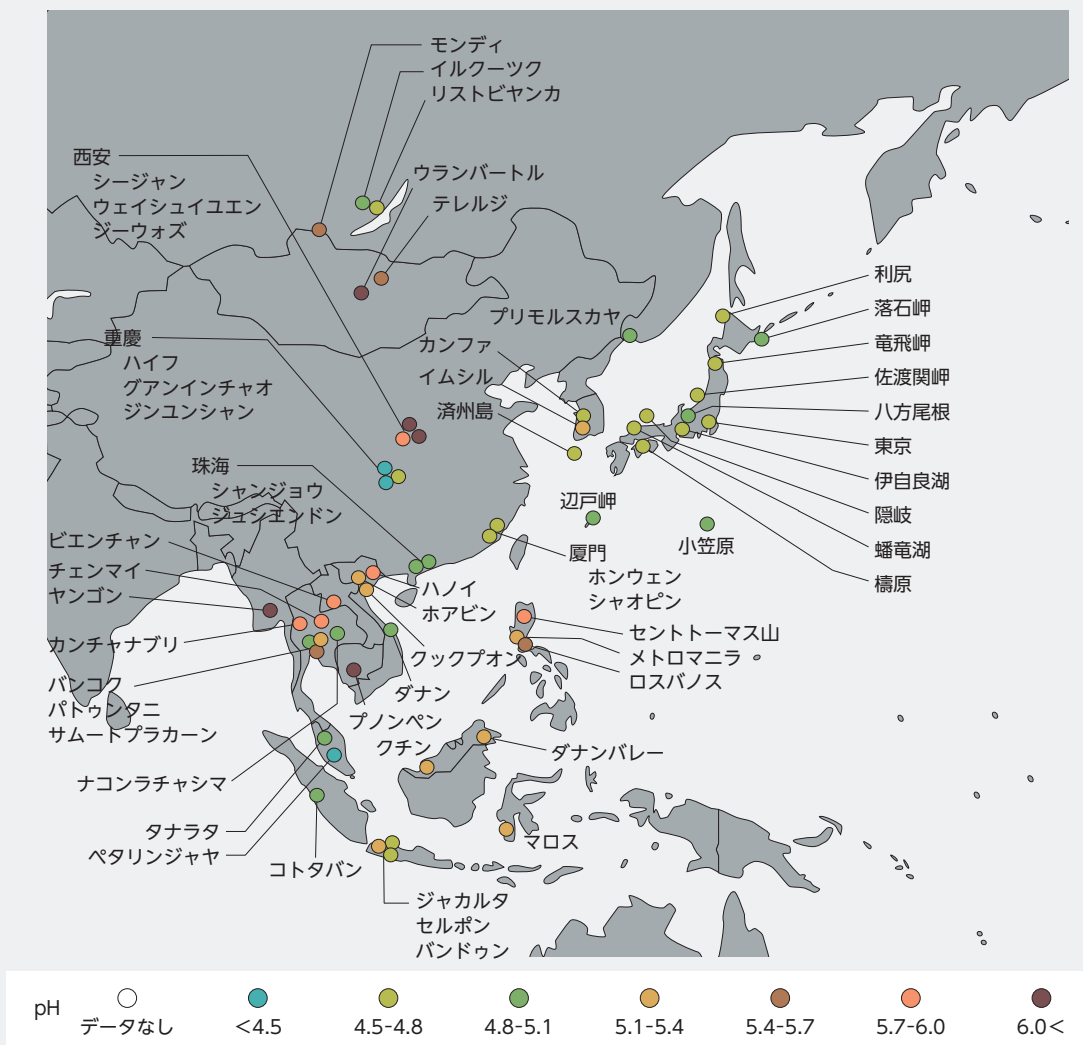 モンディ
イルクーツク
リストビヤンカ
西安
シージャン
ウェイシュイユエン
ジーウォズ
ウランバートル
テレルジ
利尻
落石岬
竜飛岬
佐渡関岬
八方尾根
東京
伊自良湖
隠岐
蟠竜湖
檮原
プリモルスカヤ
カンファ
イムシル
済州島
重慶
ハイフ
グアンインチャオ
ジンユンシャン
珠海
シャンジョウ
ジュシエンドン
辺戸岬
小笠原
厦門
ホンウェン
シャオピン
ビエンチャン
チェンマイ
ヤンゴン
ハノイ
ホアビン
カンチャナブリ
クックプオン
セントトーマス山
メトロマニラ
ロスバノス
バンコク
パトゥンタニ
サムートプラカーン
ダナン
プノンペン
クチン
ダナンバレー
ナコンラチャシマ
タナラタ
ペタリンジャヤ
コトタバン
マロス
ジャカルタ
セルポン
バンドゥン
pH
データなし
<4.5
4.5-4.8
4.8-5.1
5.1-5.4
5.4-5.7
5.7-6.0
6.0<